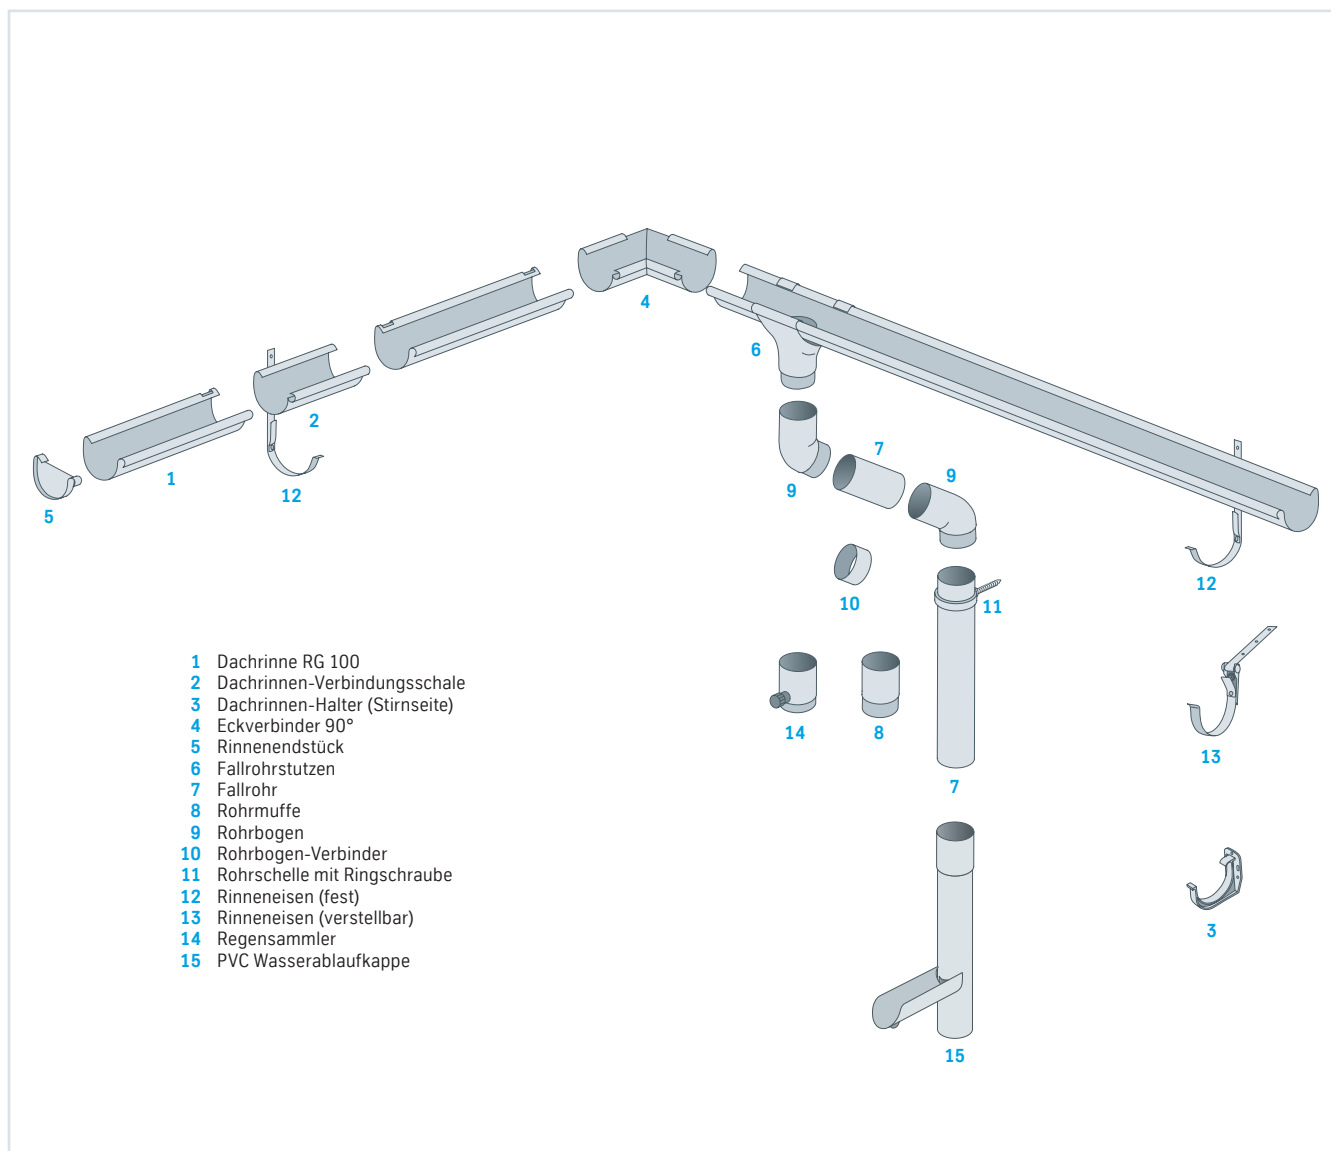 4
6
2
7
1
9
9
12
5
10
11
12
14
8
13
7
3
15
1 Dachrinne RG 100
2 Dachrinnen-Verbindungsschale
3 Dachrinnen-Halter (Stirnseite)
4 Eckverbinder 90°
5 Rinnenendstück
6 Fallrohrstutzen
7 Fallrohr
8 Rohrmuffe
9 Rohrbogen
10 Rohrbogen-Verbinder
11 Rohrschelle mit Ringschraube
12 Rinneneisen (fest)
13 Rinneneisen (verstellbar)
14 Regensammler
15 PVC Wasserablaufkappe